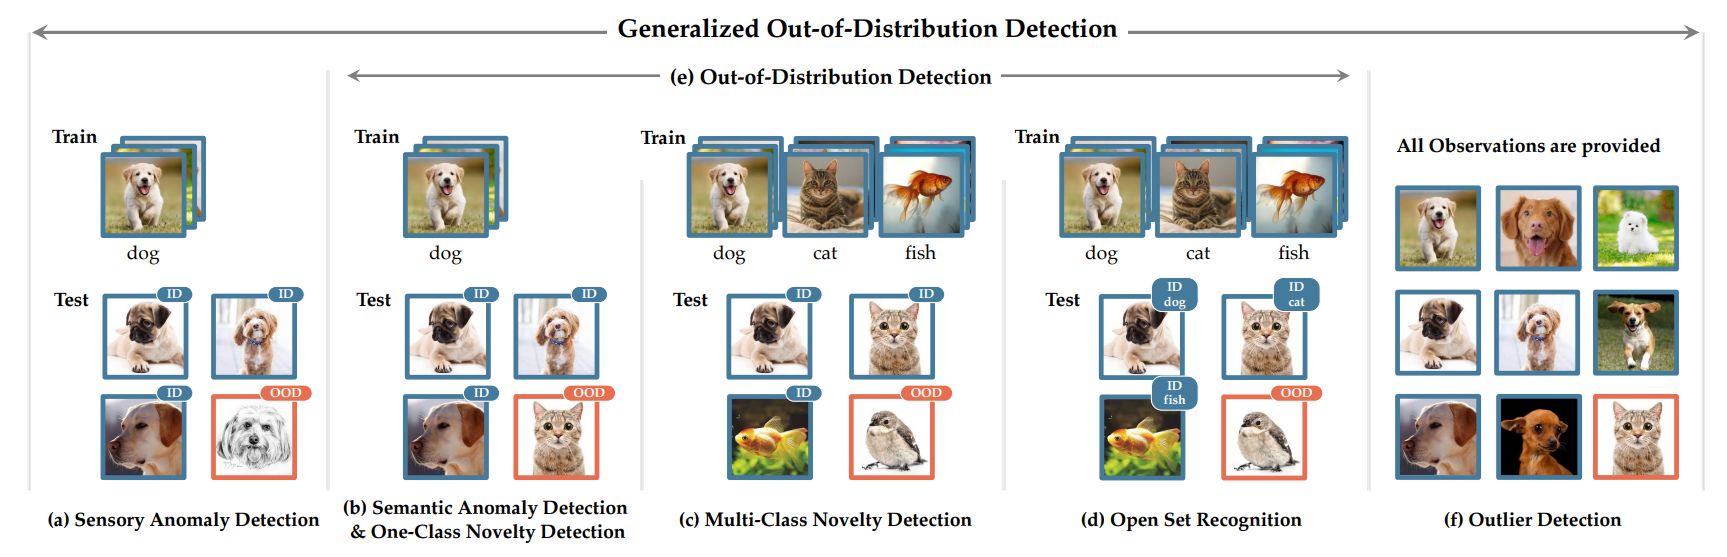 Generalized Out-of-Distribution Detection
(e) Out-of-Distribution Detection
Train
dog
Test
ID
ID
ID
OOD
(a) Sensory Anomaly Detection
Train
dog
Test
ID
ID
ID
OOD
(b) Semantic Anomaly Detection
& One-Class Novelty Detection
Train
dog
cat
fish
Test
ID
ID
ID
OOD
(c) Multi-Class Novelty Detection
Train
dog
cat
fish
Test
ID
dog
ID
cat
ID
fish
OOD
(d) Open Set Recognition
All Observations are provided
(f) Outlier Detection